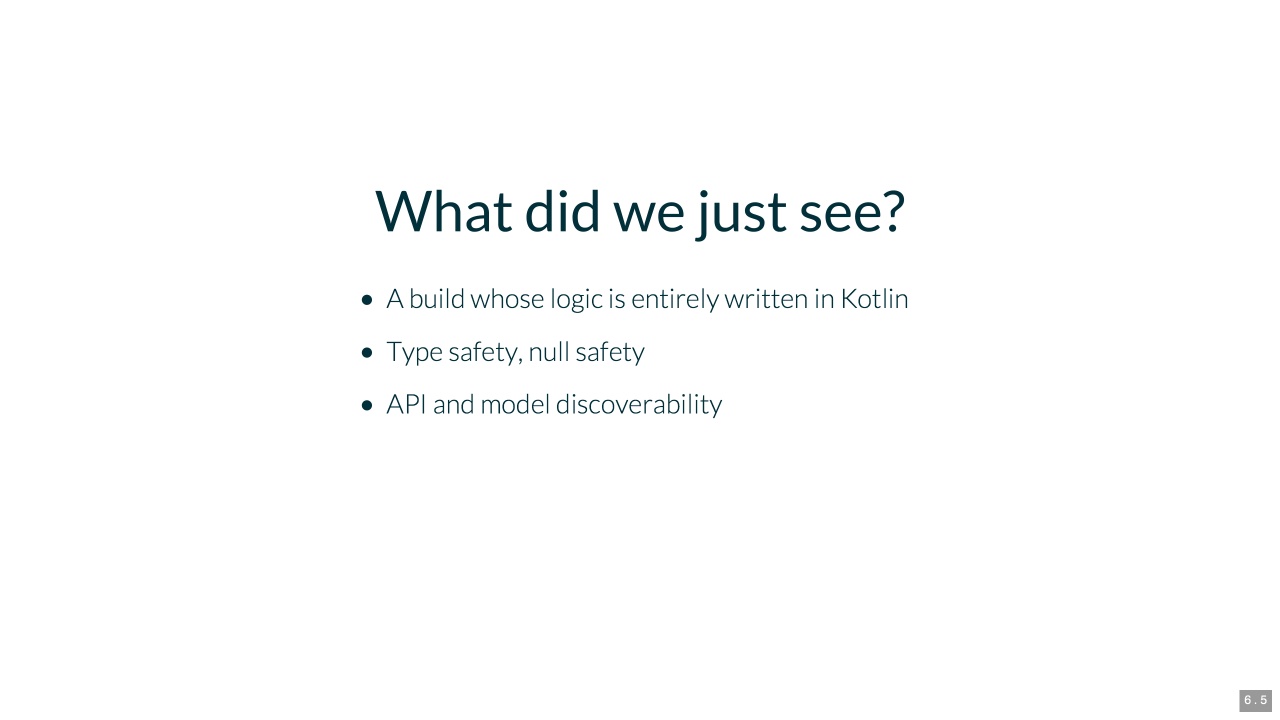 What did we just see?
• A build whose logic is entirely written in Kotlin
• Type safety, null safety
• API and model discoverability
6.5